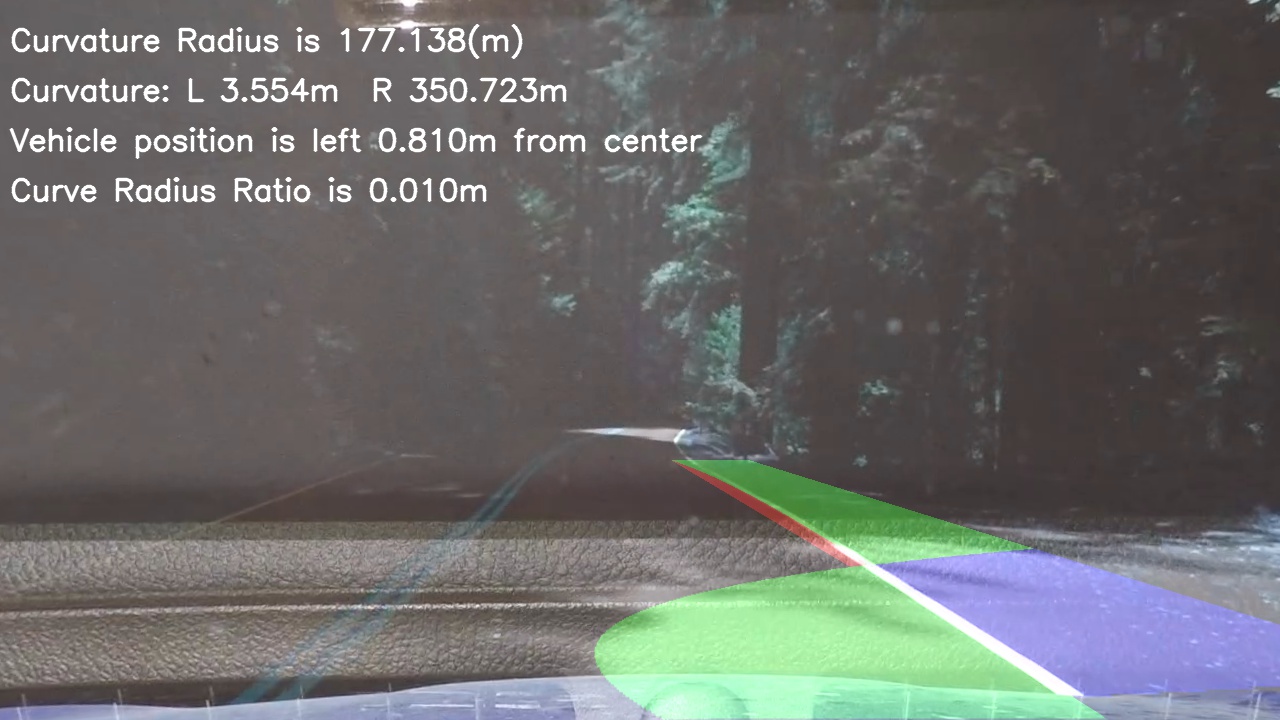 Curvature Radius is 177.138(m)
Curvature: L 3.554m R 350.723m
Vehicle position is left 0.810m from center
Curve Radius Ratio is 0.010m